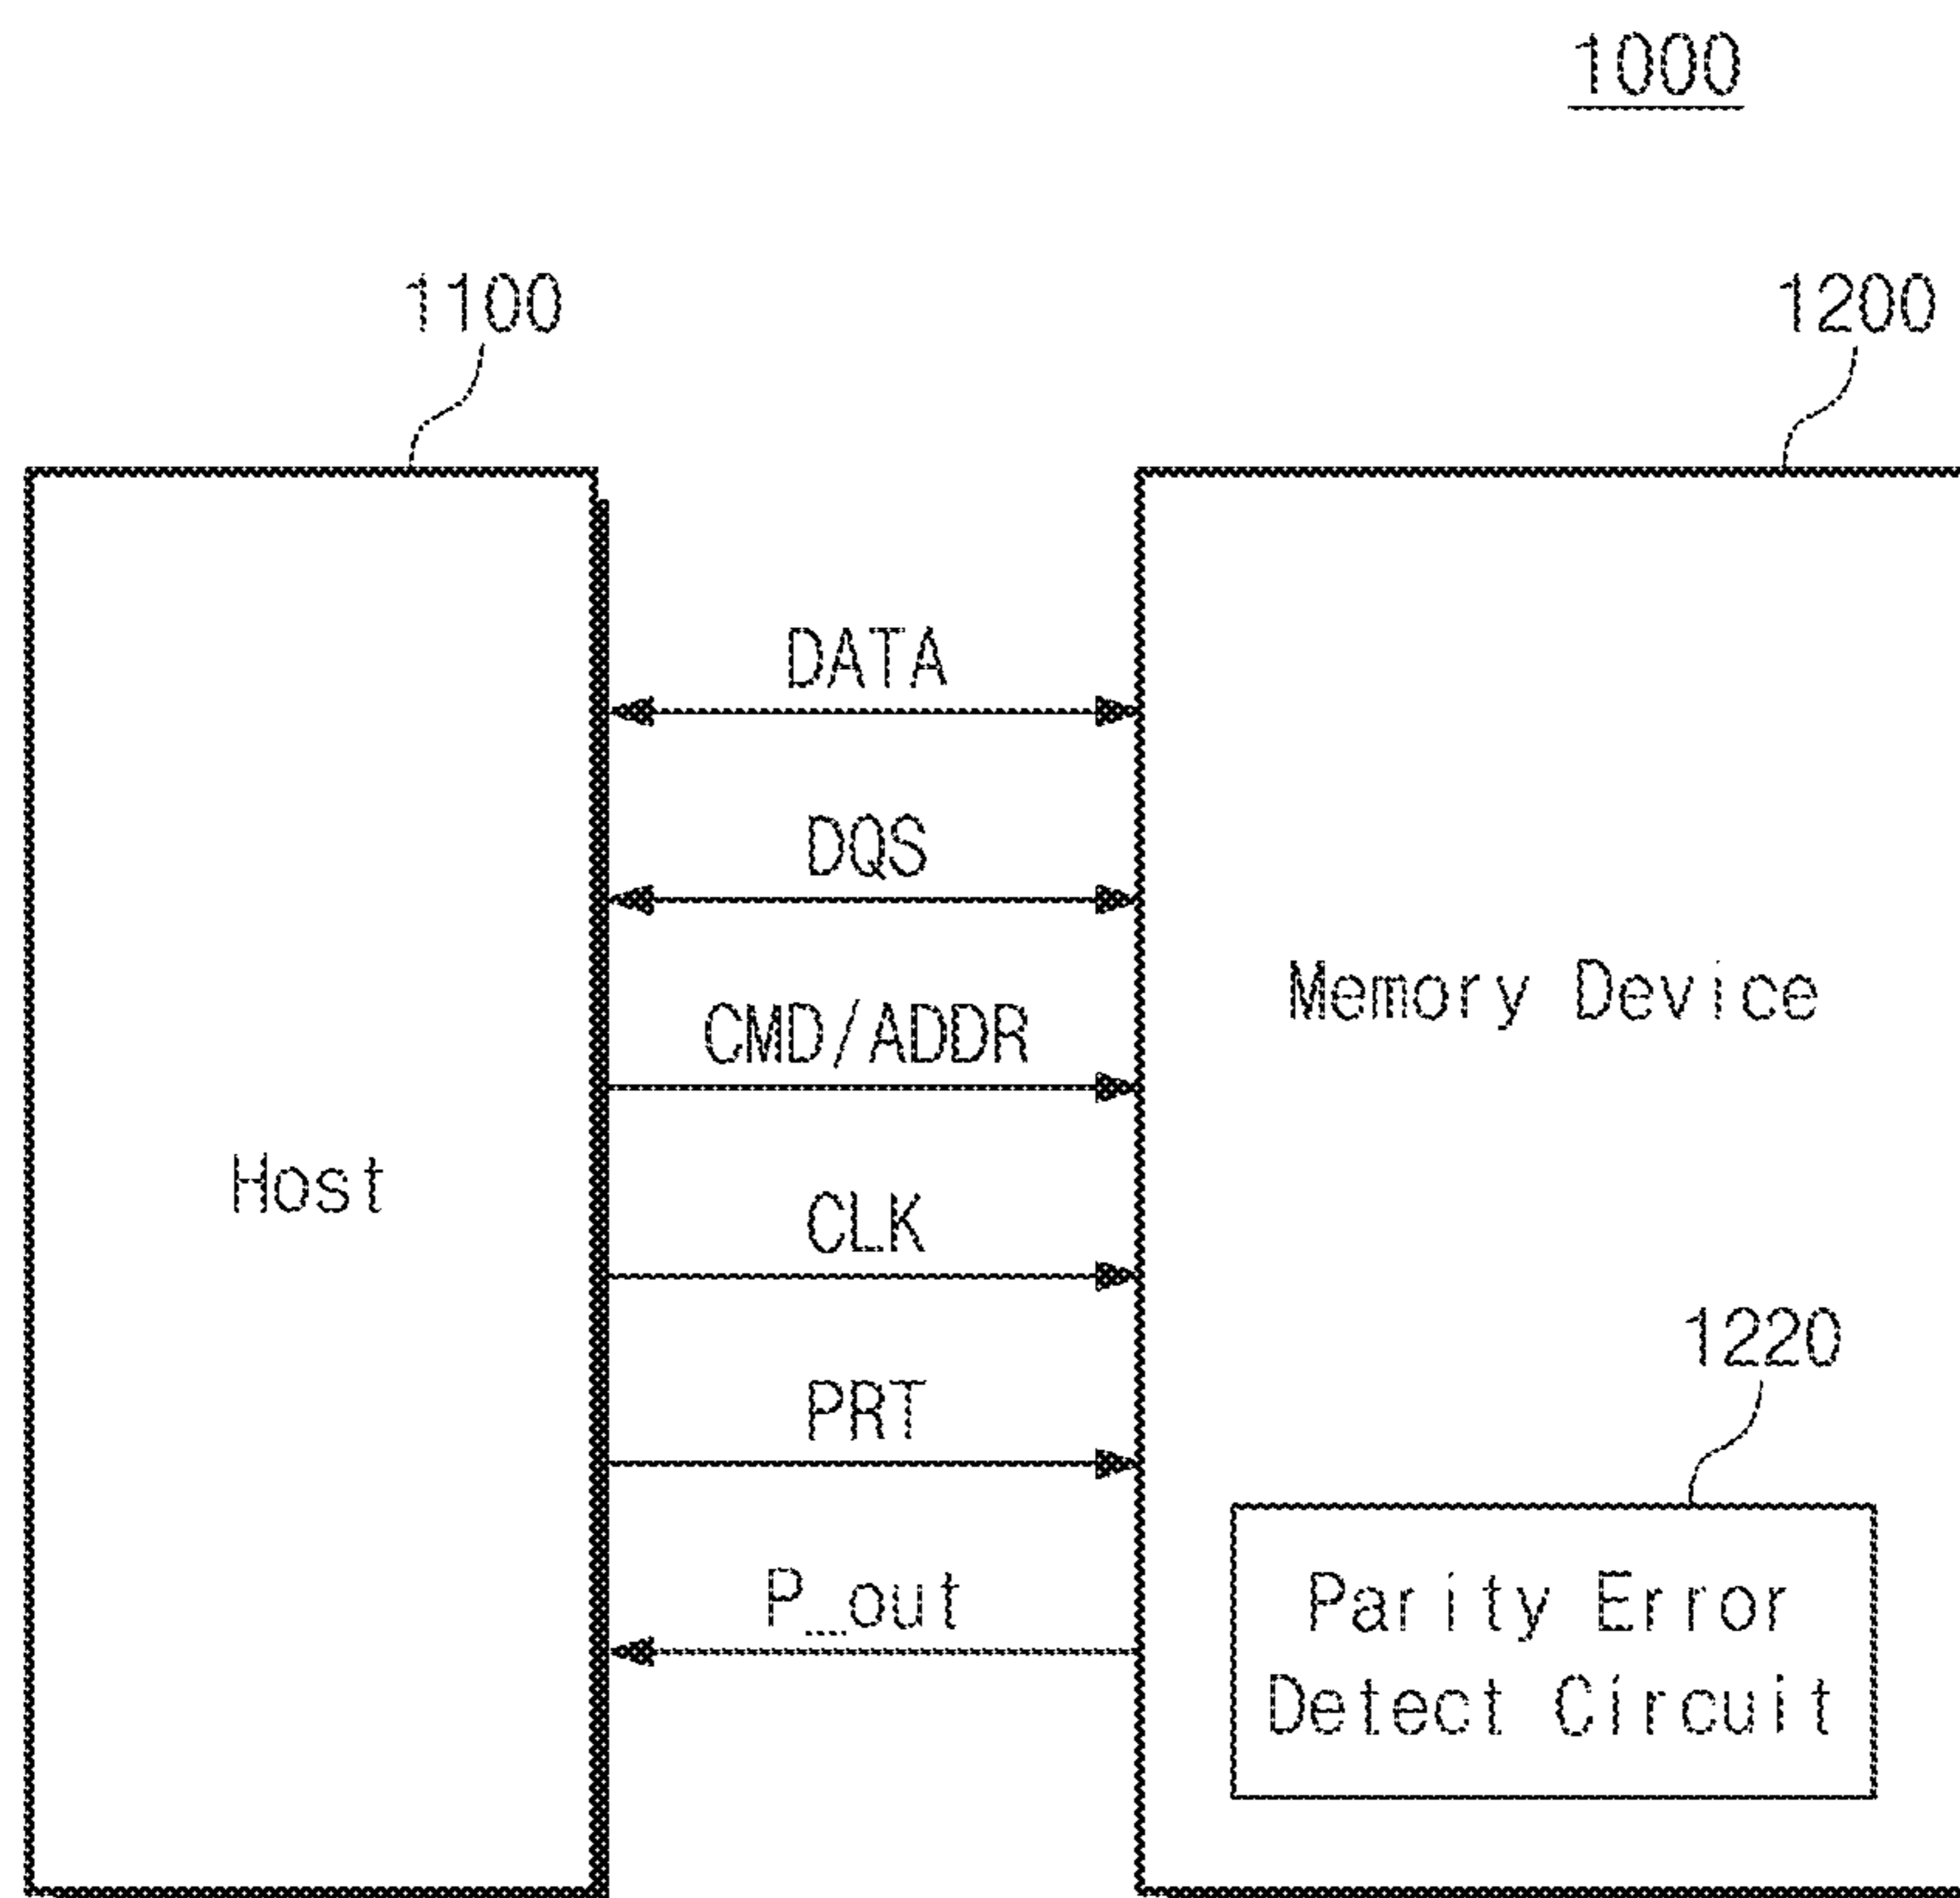 1000
1100
1200
DATA
DQS
CMD/ADDR
Memory Device
Host
CLK
PRT
1220
P_out
Parity Error
Detect Circuit